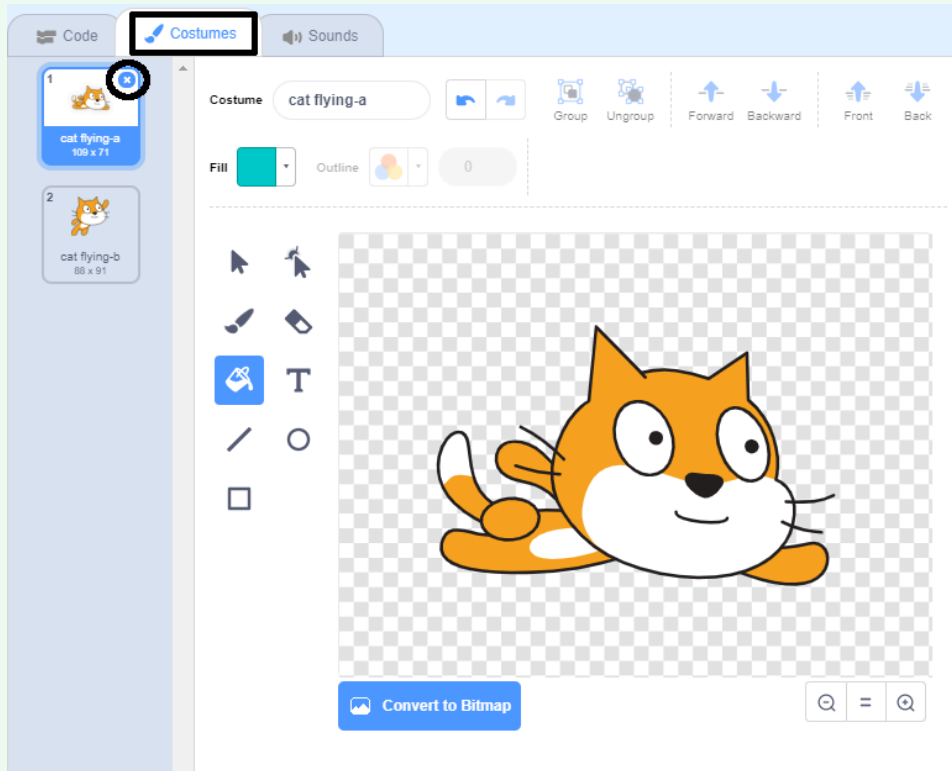 Code
Costumes
Sounds
1
cat flying-a
109 x 71
2
cat flying-b
88 x 91
Costume
cat flying-a
Group
Ungroup
Forward
Backward
Front
Back
Fill
Outline
0
T
Convert to Bitmap